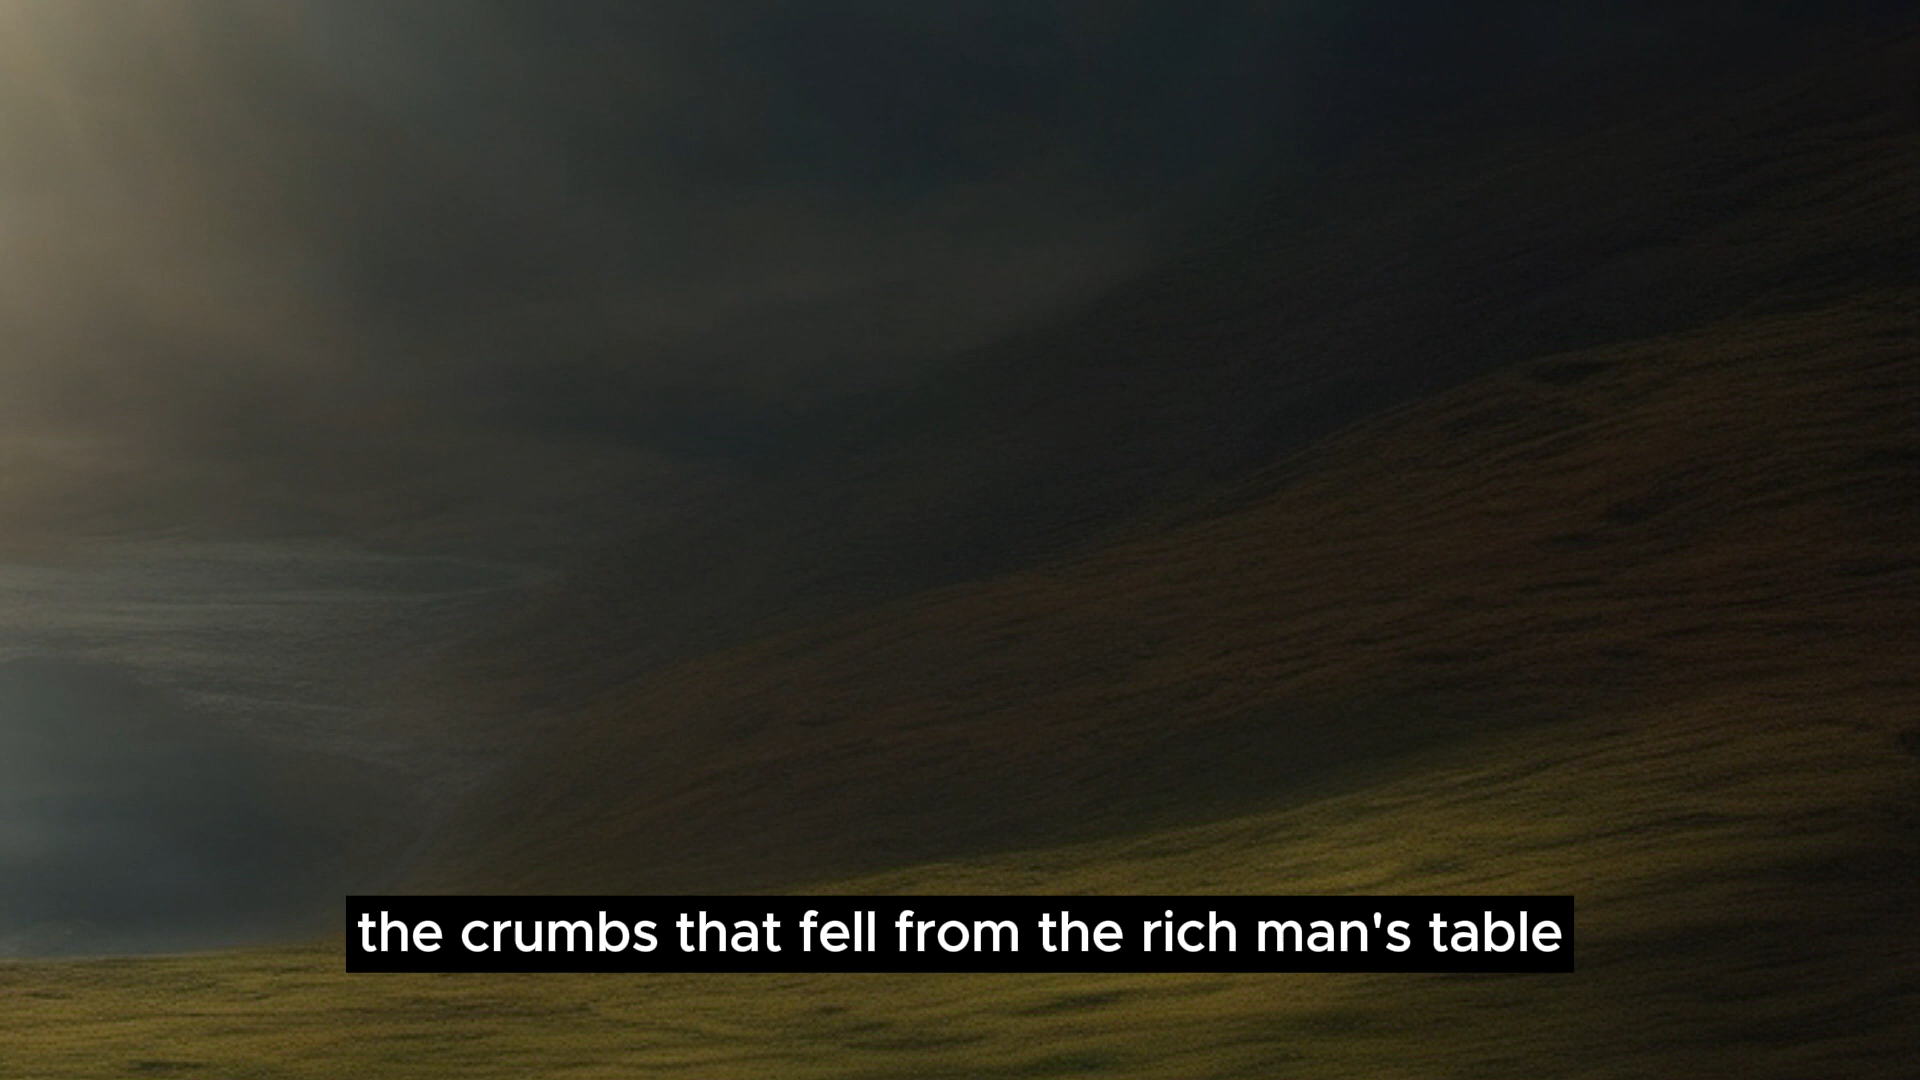 the crumbs that fell from the rich man's table